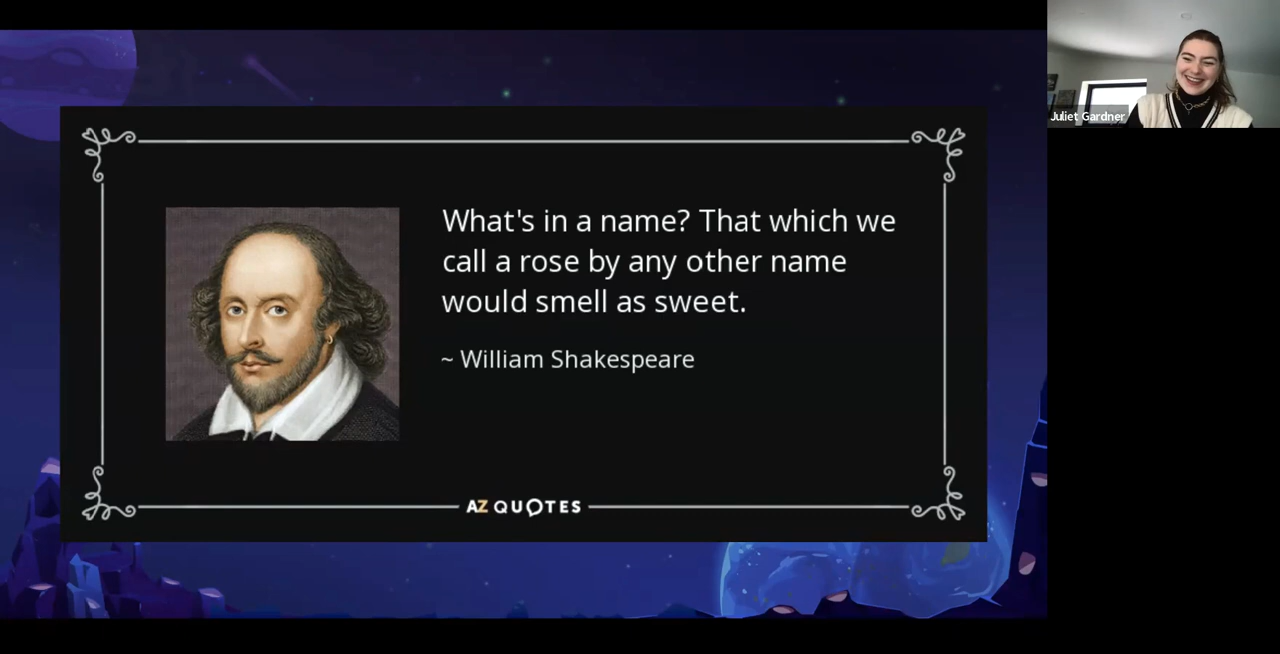 What's in a name? That which we
call a rose by any other name
would smell as sweet.
~ William Shakespeare
AZ QUOTES
Juliet Gardner